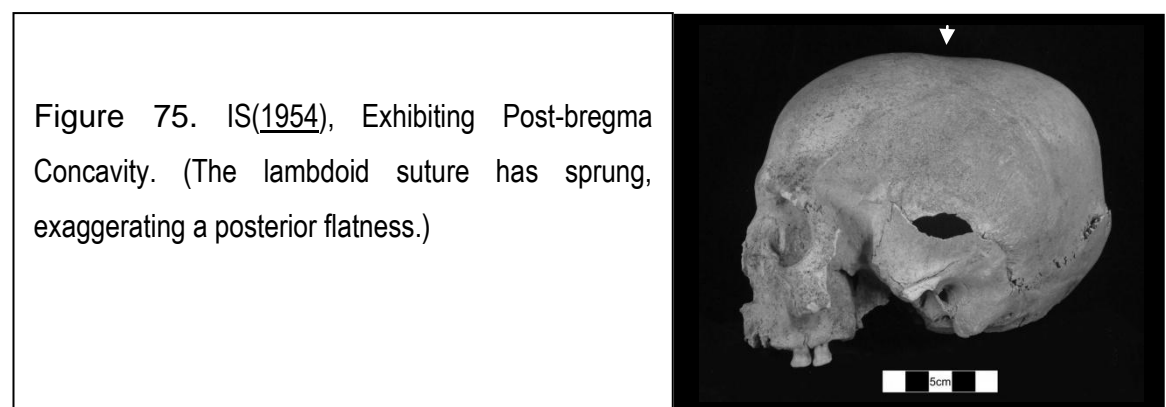 Figure 75. IS(1954), Exhibiting Post-bregma
Concavity. (The lambdoid suture has sprung,
exaggerating a posterior flatness.)
5cm